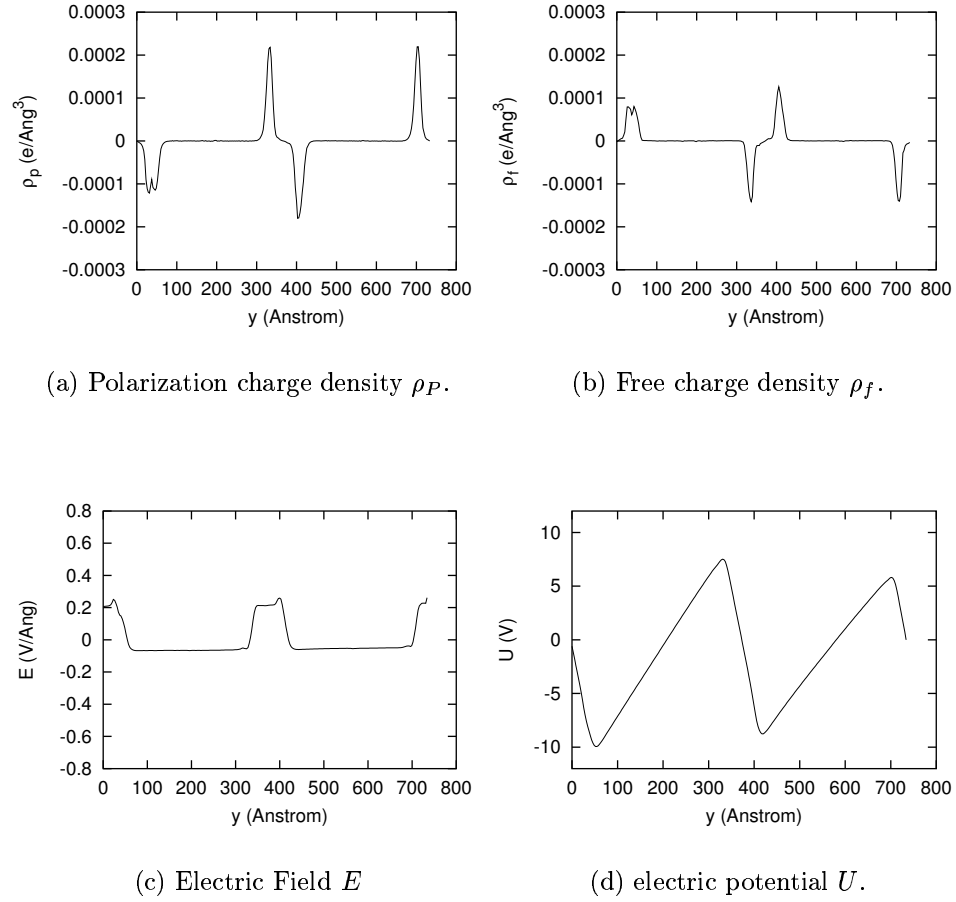 0.0003
0.0002
0.0001
0
-0.0001
-0.0002
-0.0003
ρp (e/Ang³)
0 100 200 300 400 500 600 700 800
y (Anstrom)
(a) Polarization charge density ρP.
0.0003
0.0002
0.0001
0
-0.0001
-0.0002
-0.0003
ρf (e/Ang³)
0 100 200 300 400 500 600 700 800
y (Anstrom)
(b) Free charge density ρf.
0.8
0.6
0.4
0.2
0
-0.2
-0.4
-0.6
-0.8
E (V/Ang)
0 100 200 300 400 500 600 700 800
y (Anstrom)
(c) Electric Field E
10
5
0
-5
-10
U (V)
0 100 200 300 400 500 600 700 800
y (Anstrom)
(d) electric potential U.